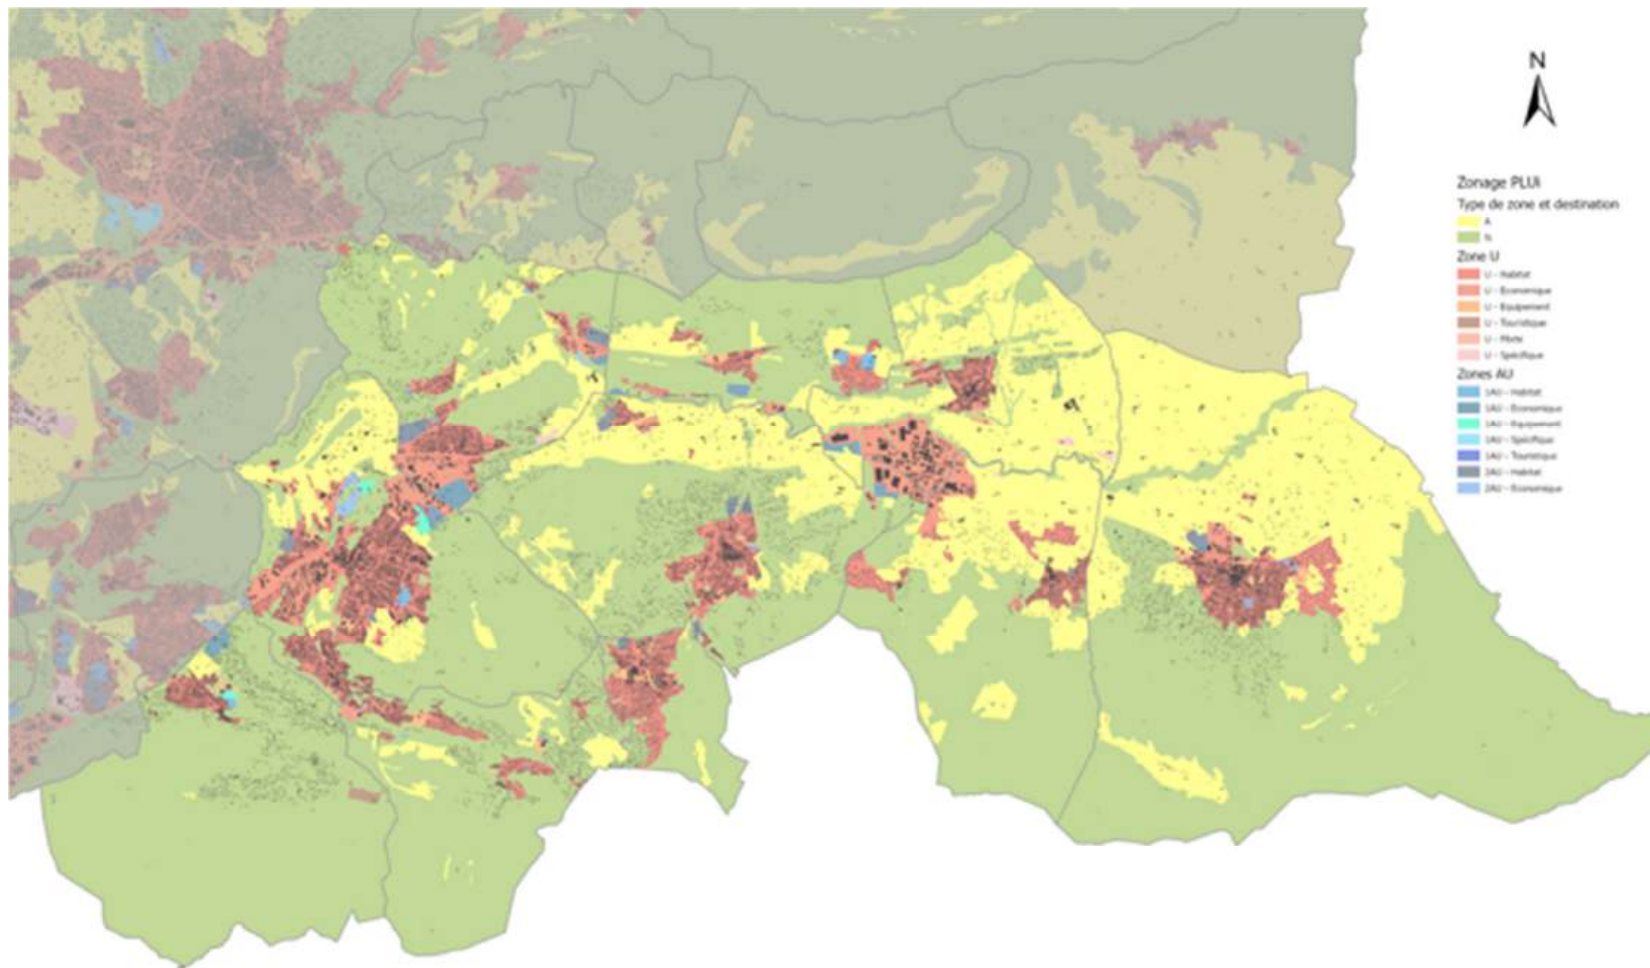 N
Zonage PLUi
Type de zone et destination
A
N
Zone U
U - Habitat
U - Economique
U - Equipement
U - Touristique
U - Mixte
U - Spécifique
Zones AU
1AU - Habitat
1AU - Economique
1AU - Equipement
1AU - Spécifique
1AU - Touristique
2AU - Habitat
2AU - Economique